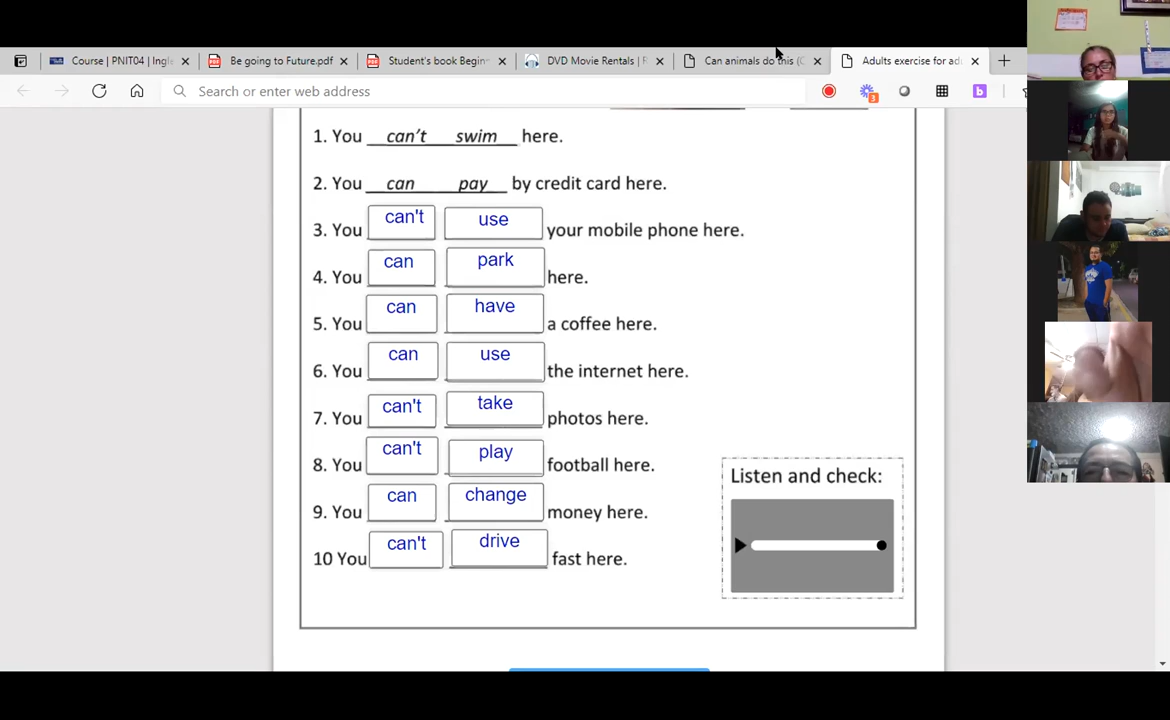 Course | PNIT04 | Ingl
Be going to Future.pdf
Student's book Begin
DVD Movie Rentals | F
Can animals do this (C
Adults exercise for adu
Search or enter web address
3
1. You can't swim here.
2. You can pay by credit card here.
3. You can't use your mobile phone here.
4. You can park here.
5. You can have a coffee here.
6. You can use the internet here.
7. You can't take photos here.
8. You can't play football here.
9. You can change money here.
10 You can't drive fast here.
Listen and check: